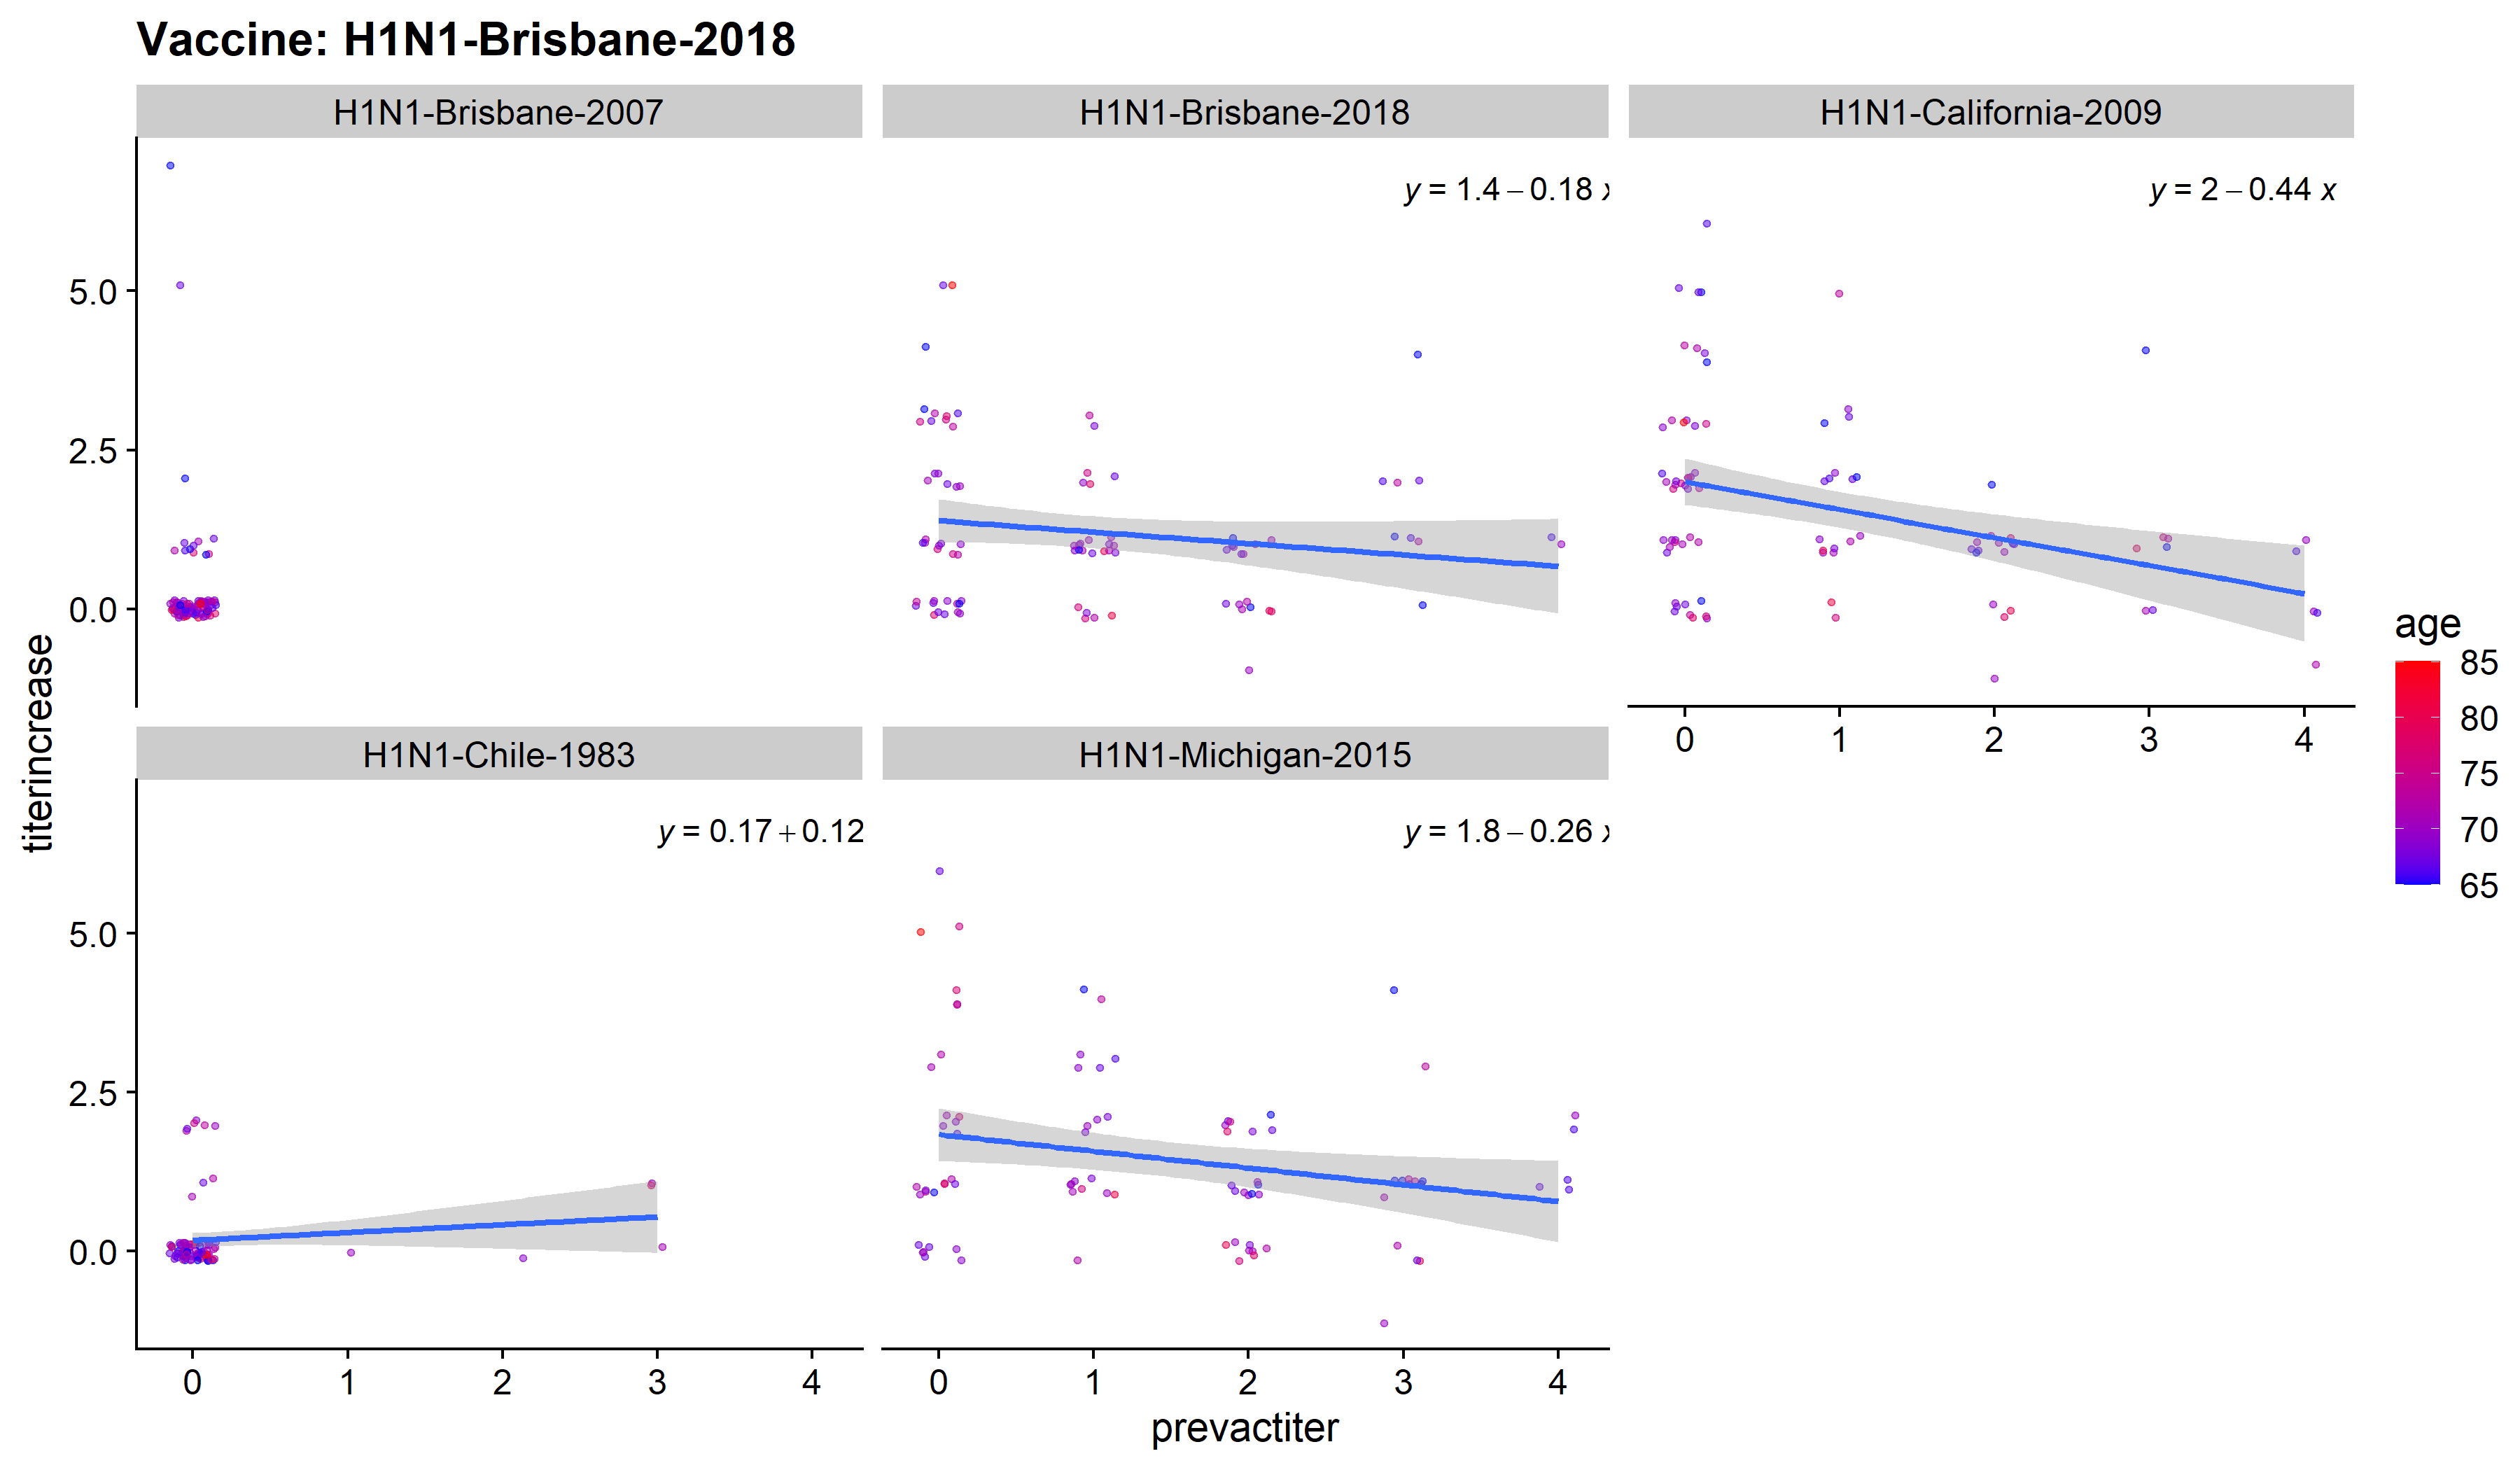 Vaccine: H1N1-Brisbane-2018
H1N1-Brisbane-2007
H1N1-Brisbane-2018
H1N1-California-2009
y = 1.4 − 0.18 x
y = 2 − 0.44 x
5.0
2.5
0.0
0 1 2 3 4
H1N1-Chile-1983
H1N1-Michigan-2015
y = 0.17 + 0.12
y = 1.8 − 0.26 x
5.0
2.5
0.0
0 1 2 3 4
0 1 2 3 4
prevactiter
titerincrease
age
85
80
75
70
65